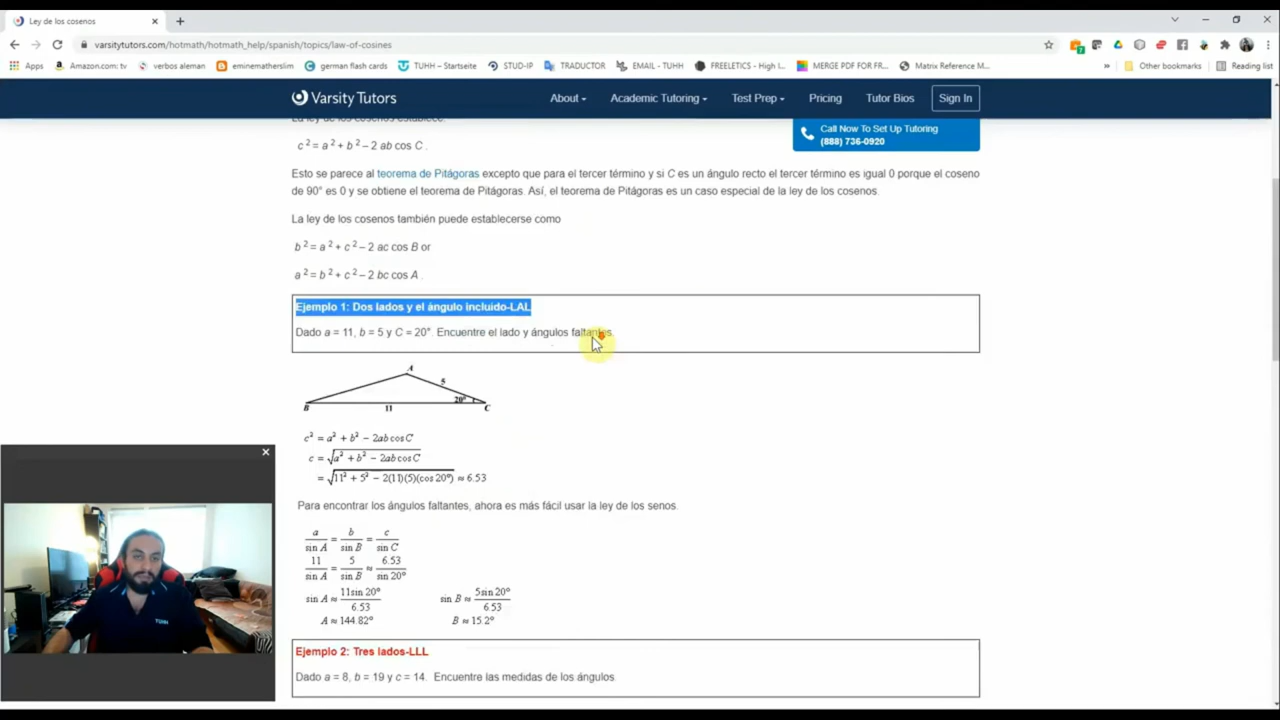 Ley de los cosenos
varsitytutors.com/hotmath/hotmath_help/spanish/topics/law-of-cosines
Apps Amazon.com: tv verbos aleman eminemathersIim german flash cards TUHH – Startseite STUD-IP TRADUCTOR EMAIL - TUHH FREELETICS - High I... MERGE PDF FOR FR... Matrix Reference M... » Other bookmarks Reading list
Varsity Tutors About Academic Tutoring Test Prep Pricing Tutor Bios Sign In
Call Now To Set Up Tutoring
(888) 736-0920
La ley de los cosenos establece:
c² = a² + b² – 2 ab cos C .
Esto se parece al teorema de Pitágoras excepto que para el tercer término y si C es un ángulo recto el tercer término es igual 0 porque el coseno
de 90° es 0 y se obtiene el teorema de Pitágoras. Así, el teorema de Pitágoras es un caso especial de la ley de los cosenos.
La ley de los cosenos también puede establecerse como
b² = a² + c² – 2 ac cos B or
a² = b² + c² – 2 bc cos A .
Ejemplo 1: Dos lados y el ángulo incluido-LAL
Dado a = 11, b = 5 y C = 20°. Encuentre el lado y ángulos faltantes.
A
5
20°
B
11
C
c² = a² + b² − 2ab cos C
c = √(a² + b² − 2ab cos C)
= √(11² + 5² − 2(11)(5)(cos 20°)) ≈ 6.53
Para encontrar los ángulos faltantes, ahora es más fácil usar la ley de los senos.
a/sin A = b/sin B = c/sin C
11/sin A = 5/sin B ≈ 6.53/sin 20°
sin A ≈ 11sin 20°/6.53 sin B ≈ 5sin 20°/6.53
A ≈ 144.82° B ≈ 15.2°
TUHH
Ejemplo 2: Tres lados-LLL
Dado a = 8, b = 19 y c = 14. Encuentre las medidas de los ángulos.